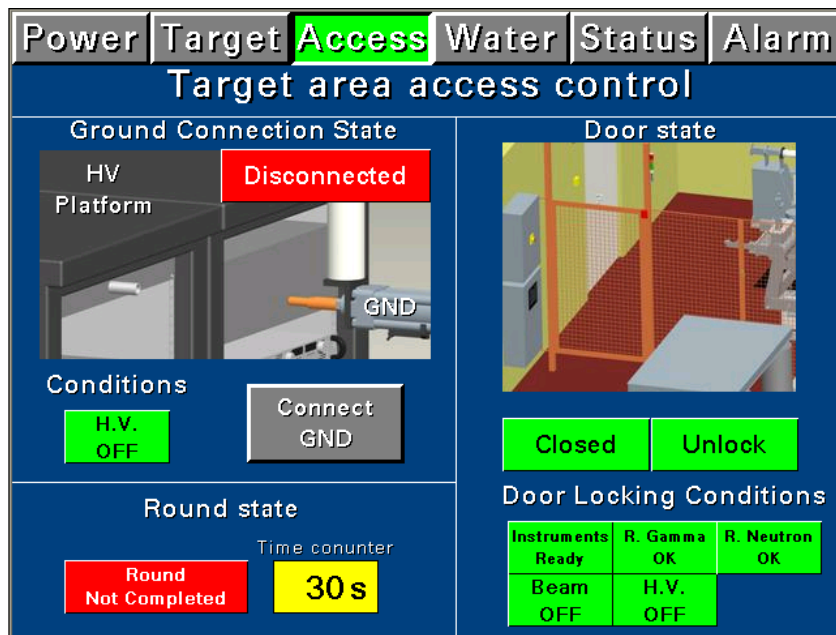 Power Target Access Water Status Alarm
Target area access control
Ground Connection State
HV
Platform
Disconnected
GND
Conditions
H.V.
OFF
Connect
GND
Round state
Time conunter
Round
Not Completed
30 s
Door state
Closed
Unlock
Door Locking Conditions
Instruments
Ready
R. Gamma
OK
R. Neutron
OK
Beam
OFF
H.V.
OFF